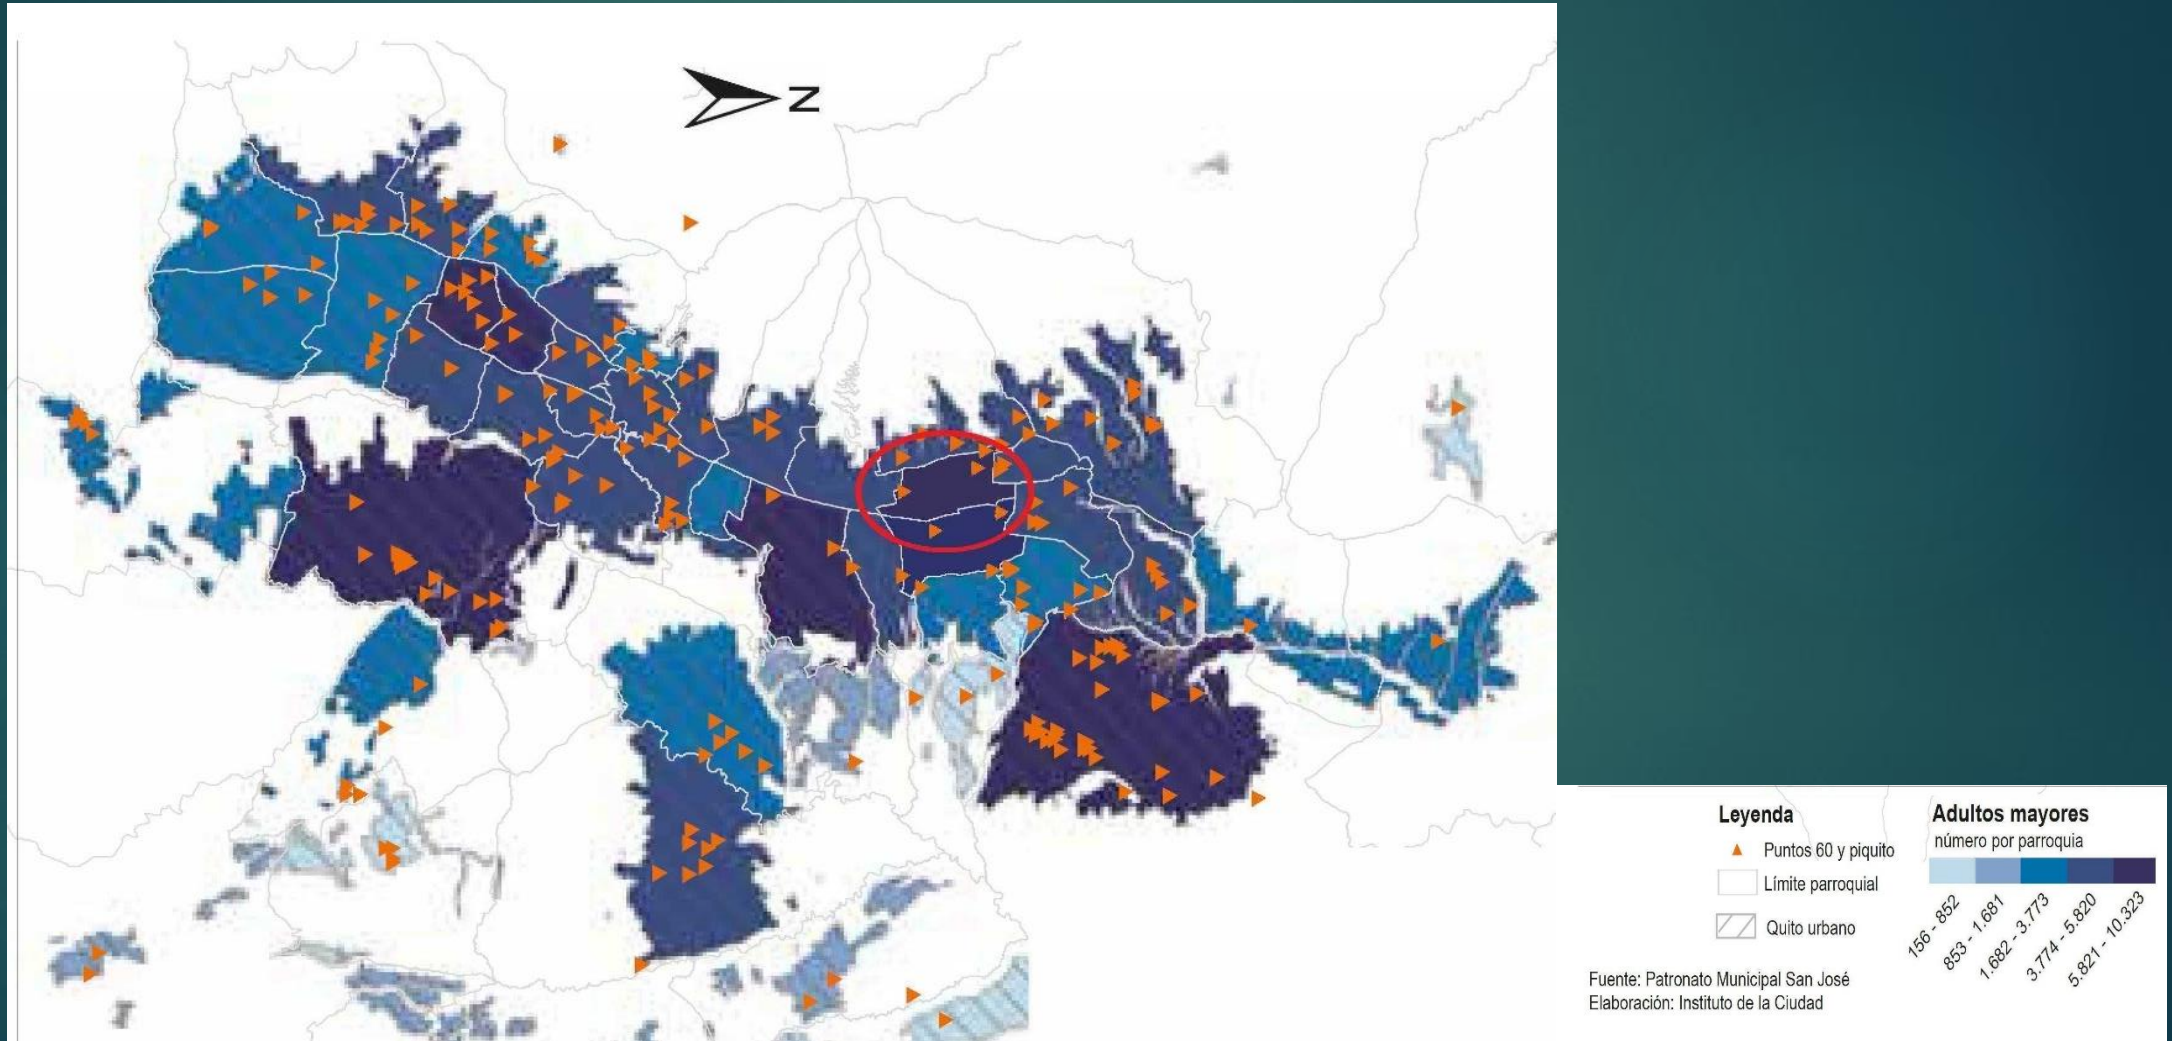 N
Leyenda
Puntos 60 y piquito
Límite parroquial
Quito urbano
Adultos mayores
número por parroquia
156 - 852
853 - 1.681
1.682 - 3.773
3.774 - 5.820
5.821 - 10.323
Fuente: Patronato Municipal San José
Elaboración: Instituto de la Ciudad